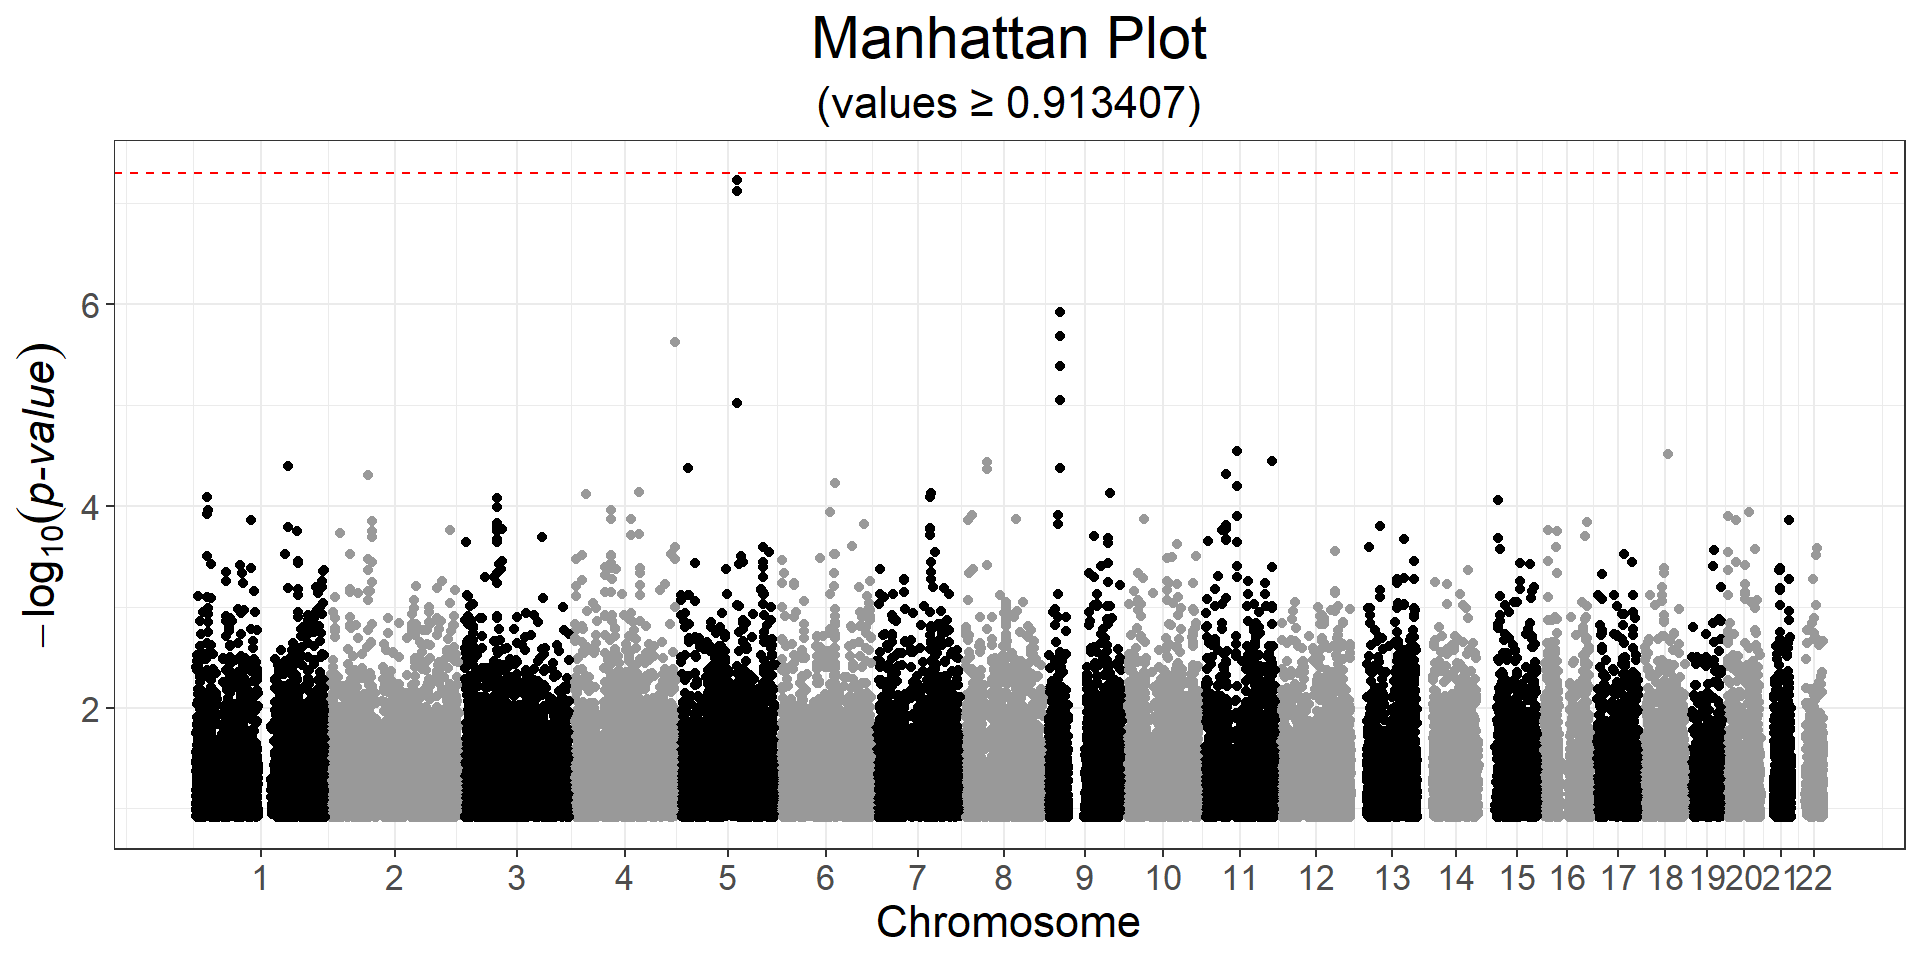 Manhattan Plot
(values ≥ 0.913407)
−log10(p-value)
6
4
2
1 2 3 4 5 6 7 8 9 10 11 12 13 14 15 16 17 18 19 20 21 22
Chromosome